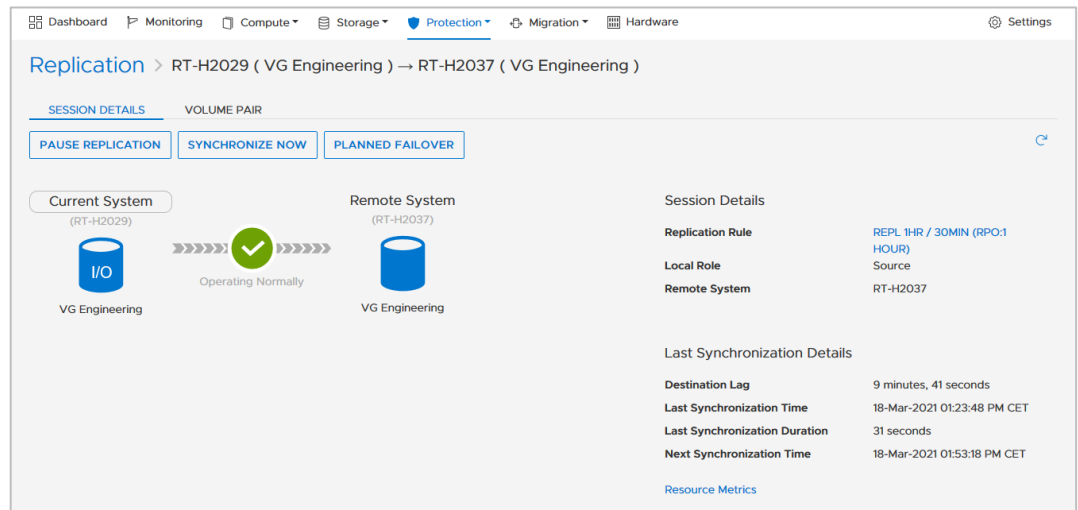 Dashboard Monitoring Compute Storage Protection Migration Hardware Settings
Replication > RT-H2029 ( VG Engineering ) → RT-H2037 ( VG Engineering )
SESSION DETAILS VOLUME PAIR
PAUSE REPLICATION SYNCHRONIZE NOW PLANNED FAILOVER
Current System
(RT-H2029)
I/O
VG Engineering
Operating Normally
Remote System
(RT-H2037)
VG Engineering
Session Details
Replication Rule REPL 1HR / 30MIN (RPO:1
HOUR)
Local Role Source
Remote System RT-H2037
Last Synchronization Details
Destination Lag 9 minutes, 41 seconds
Last Synchronization Time 18-Mar-2021 01:23:48 PM CET
Last Synchronization Duration 31 seconds
Next Synchronization Time 18-Mar-2021 01:53:18 PM CET
Resource Metrics